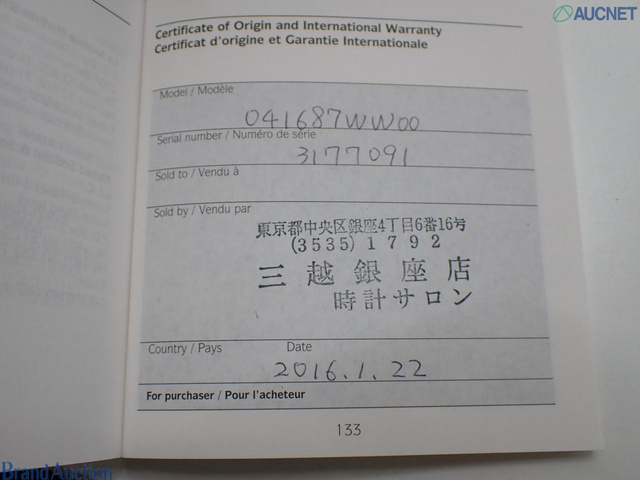 AUCNET
Certificate of Origin and International Warranty
Certificat d'origine et Garantie Internationale
Model / Modèle
041687WW00
Serial number / Numéro de série
3177091
Sold to / Vendu à
Sold by / Vendu par
東京都中央区銀座4丁目6番16号
(3535) 1792
三越銀座店
時計サロン
Country / Pays Date
2016.1.22
For purchaser / Pour l'acheteur
133
Brand Auction